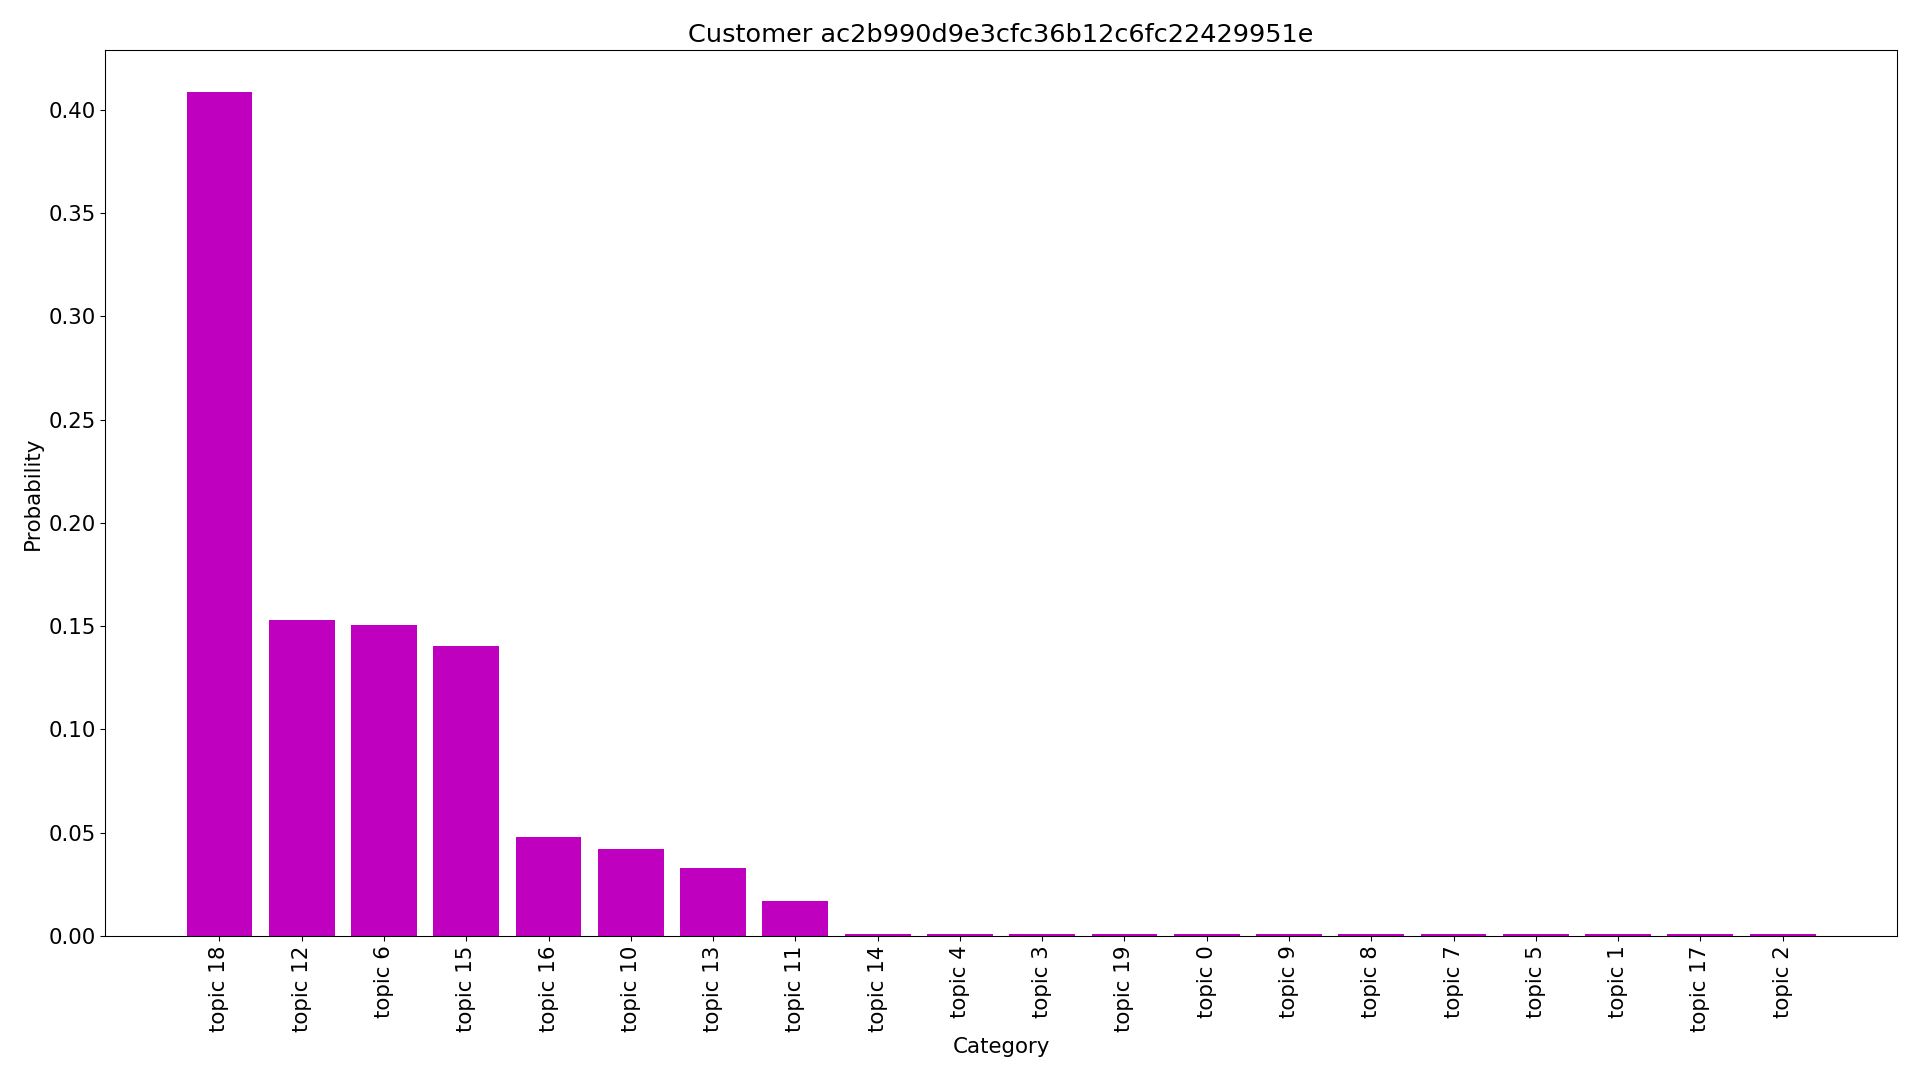 Customer ac2b990d9e3cfc36b12c6fc22429951e
0.40
0.35
0.30
0.25
0.20
0.15
0.10
0.05
0.00
Probability
topic 18
topic 12
topic 6
topic 15
topic 16
topic 10
topic 13
topic 11
topic 14
topic 4
topic 3
topic 19
topic 0
topic 9
topic 8
topic 7
topic 5
topic 1
topic 17
topic 2
Category